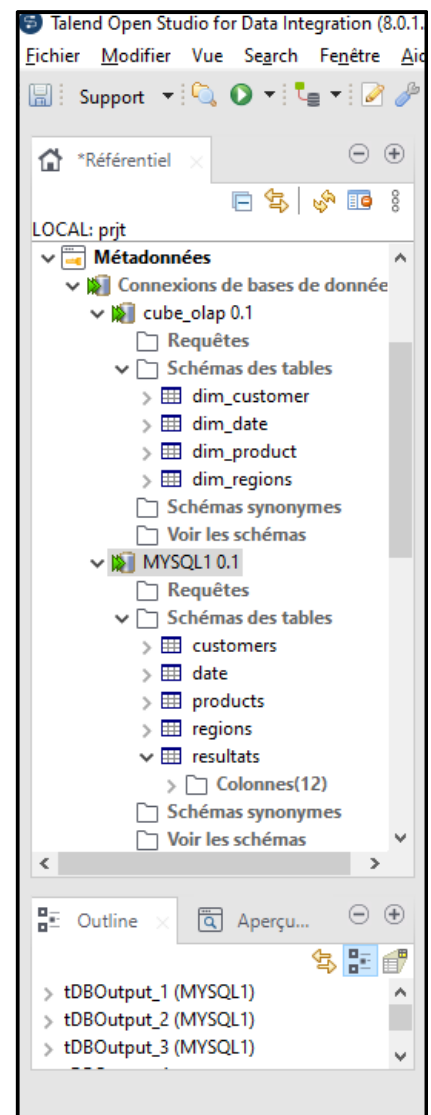 Talend Open Studio for Data Integration (8.0.1.
Fichier Modifier Vue Search Fenêtre Aid
Support
*Référentiel
LOCAL: prjt
Métadonnées
Connexions de bases de donnée
cube_olap 0.1
Requêtes
Schémas des tables
dim_customer
dim_date
dim_product
dim_regions
Schémas synonymes
Voir les schémas
MYSQL1 0.1
Requêtes
Schémas des tables
customers
date
products
regions
resultats
Colonnes(12)
Schémas synonymes
Voir les schémas
Outline Aperçu...
tDBOutput_1 (MYSQL1)
tDBOutput_2 (MYSQL1)
tDBOutput_3 (MYSQL1)